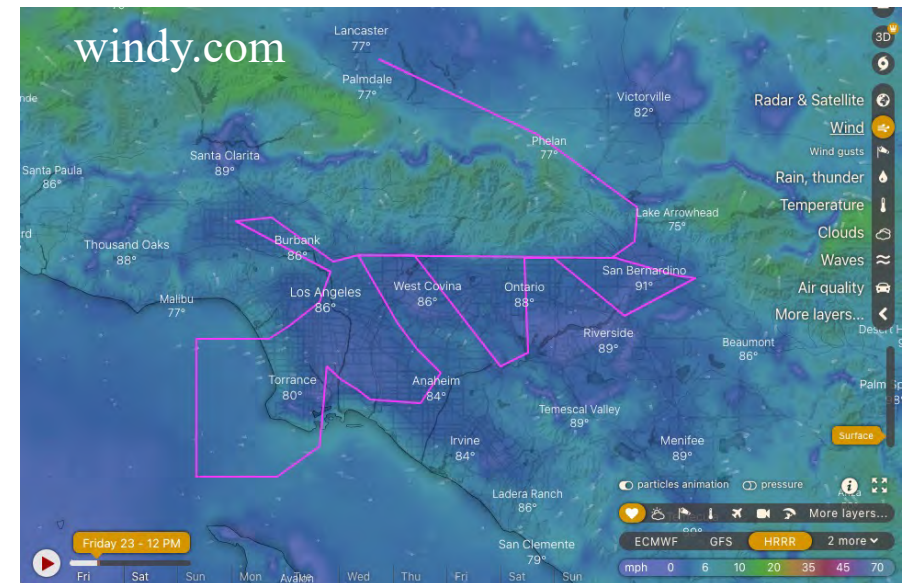 windy.com
Lancaster
77°
3D
Palmdale
77°
Victorville
82°
Radar & Satellite
Wind
Wind gusts
Phelan
77°
Santa Clarita
89°
Santa Paula
86°
Rain, thunder
Temperature
Lake Arrowhead
75°
Clouds
Thousand Oaks
88°
Burbank
86°
Waves
San Bernardino
91°
Los Angeles
86°
West Covina
86°
Ontario
88°
Air quality
Malibu
77°
More layers...
Riverside
89°
Beaumont
86°
Torrance
80°
Anaheim
84°
Temescal Valley
89°
Surface
Irvine
84°
Menifee
89°
particles animation
pressure
Ladera Ranch
86°
More layers...
Friday 23 - 12 PM
San Clemente
79°
ECMWF GFS HRRR 2 more
Fri Sat Sun Mon Wed Thu Fri Sat Sun
Avalon
mph 0 6 10 20 35 45 70